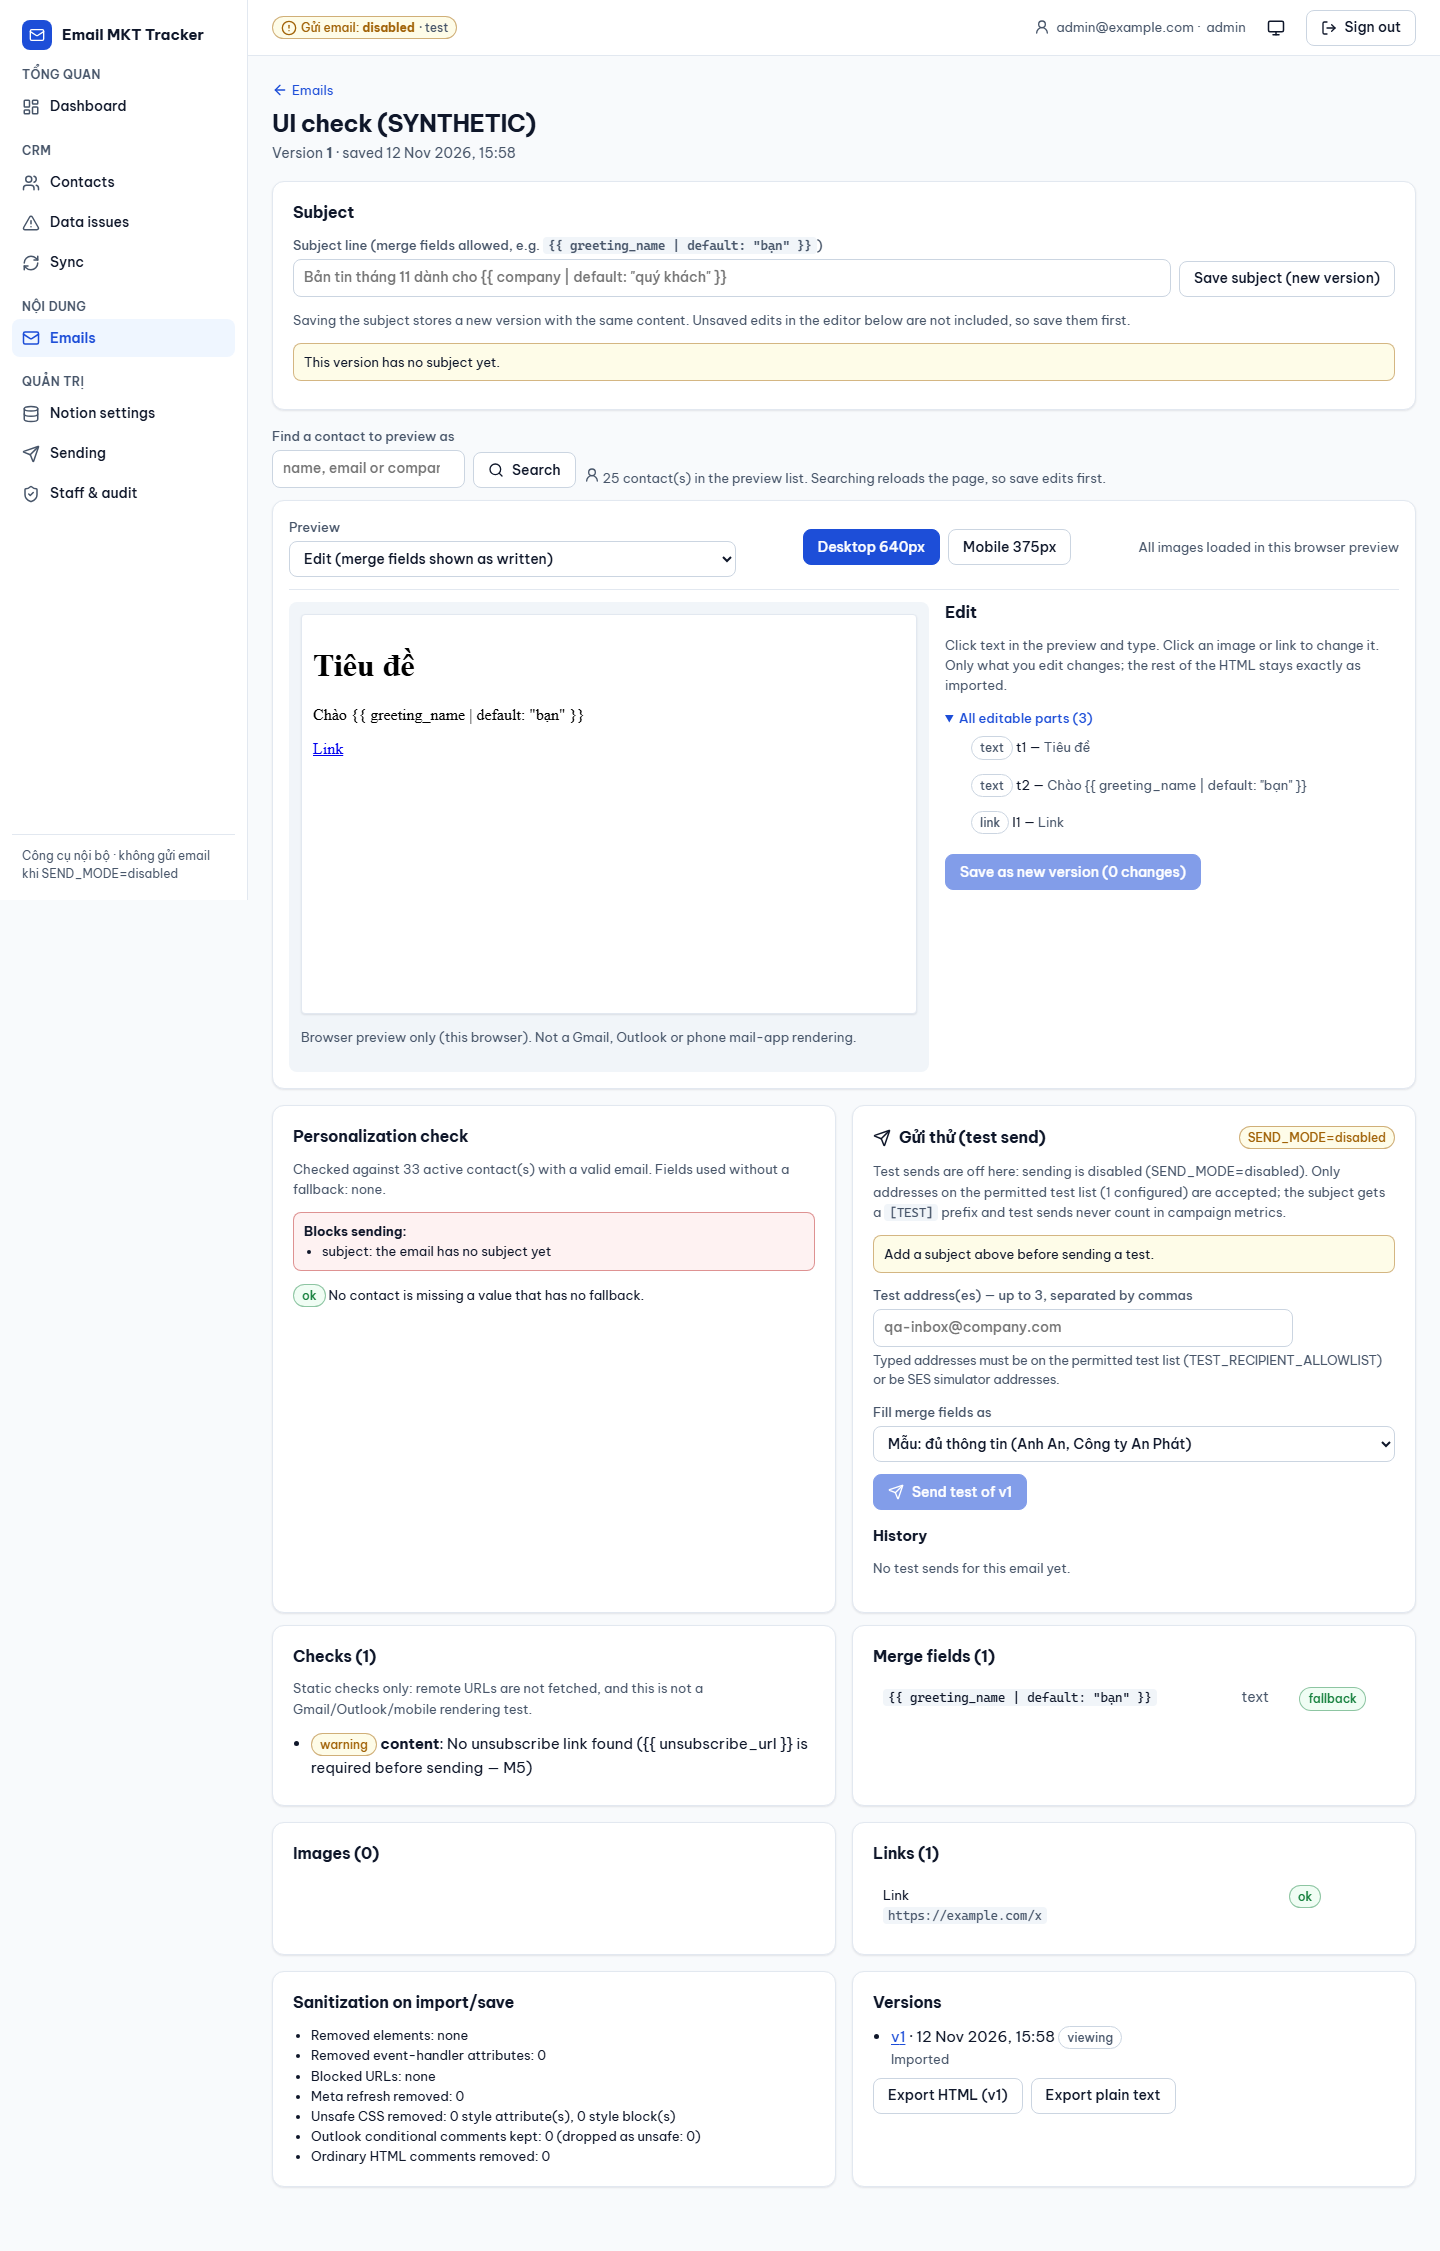 Email MKT Tracker
TỔNG QUAN
Dashboard
CRM
Contacts
Data issues
Sync
NỘI DUNG
Emails
QUẢN TRỊ
Notion settings
Sending
Staff & audit
Công cụ nội bộ · không gửi email
khi SEND_MODE=disabled
Gửi email: disabled · test
admin@example.com · admin
Sign out
Emails
UI check (SYNTHETIC)
Version 1 · saved 12 Nov 2026, 15:58
Subject
Subject line (merge fields allowed, e.g. {{ greeting_name | default: "bạn" }} )
Bản tin tháng 11 dành cho {{ company | default: "quý khách" }}
Save subject (new version)
Saving the subject stores a new version with the same content. Unsaved edits in the editor below are not included, so save them first.
This version has no subject yet.
Find a contact to preview as
name, email or compar
Search
25 contact(s) in the preview list. Searching reloads the page, so save edits first.
Preview
Edit (merge fields shown as written)
Desktop 640px
Mobile 375px
All images loaded in this browser preview
Tiêu đề
Chào {{ greeting_name | default: "bạn" }}
Link
Browser preview only (this browser). Not a Gmail, Outlook or phone mail-app rendering.
Edit
Click text in the preview and type. Click an image or link to change it.
Only what you edit changes; the rest of the HTML stays exactly as
imported.
▼ All editable parts (3)
text t1 — Tiêu đề
text t2 — Chào {{ greeting_name | default: "bạn" }}
link l1 — Link
Save as new version (0 changes)
Personalization check
Checked against 33 active contact(s) with a valid email. Fields used without a
fallback: none.
Blocks sending:
• subject: the email has no subject yet
ok No contact is missing a value that has no fallback.
Gửi thử (test send)
SEND_MODE=disabled
Test sends are off here: sending is disabled (SEND_MODE=disabled). Only
addresses on the permitted test list (1 configured) are accepted; the subject gets
a [TEST] prefix and test sends never count in campaign metrics.
Add a subject above before sending a test.
Test address(es) — up to 3, separated by commas
qa-inbox@company.com
Typed addresses must be on the permitted test list (TEST_RECIPIENT_ALLOWLIST)
or be SES simulator addresses.
Fill merge fields as
Mẫu: đủ thông tin (Anh An, Công ty An Phát)
Send test of v1
History
No test sends for this email yet.
Checks (1)
Static checks only: remote URLs are not fetched, and this is not a
Gmail/Outlook/mobile rendering test.
• warning content: No unsubscribe link found ({{ unsubscribe_url }} is
required before sending — M5)
Merge fields (1)
{{ greeting_name | default: "bạn" }} text fallback
Images (0)
Links (1)
Link
https://example.com/x
ok
Sanitization on import/save
• Removed elements: none
• Removed event-handler attributes: 0
• Blocked URLs: none
• Meta refresh removed: 0
• Unsafe CSS removed: 0 style attribute(s), 0 style block(s)
• Outlook conditional comments kept: 0 (dropped as unsafe: 0)
• Ordinary HTML comments removed: 0
Versions
• v1 · 12 Nov 2026, 15:58 viewing
Imported
Export HTML (v1)
Export plain text